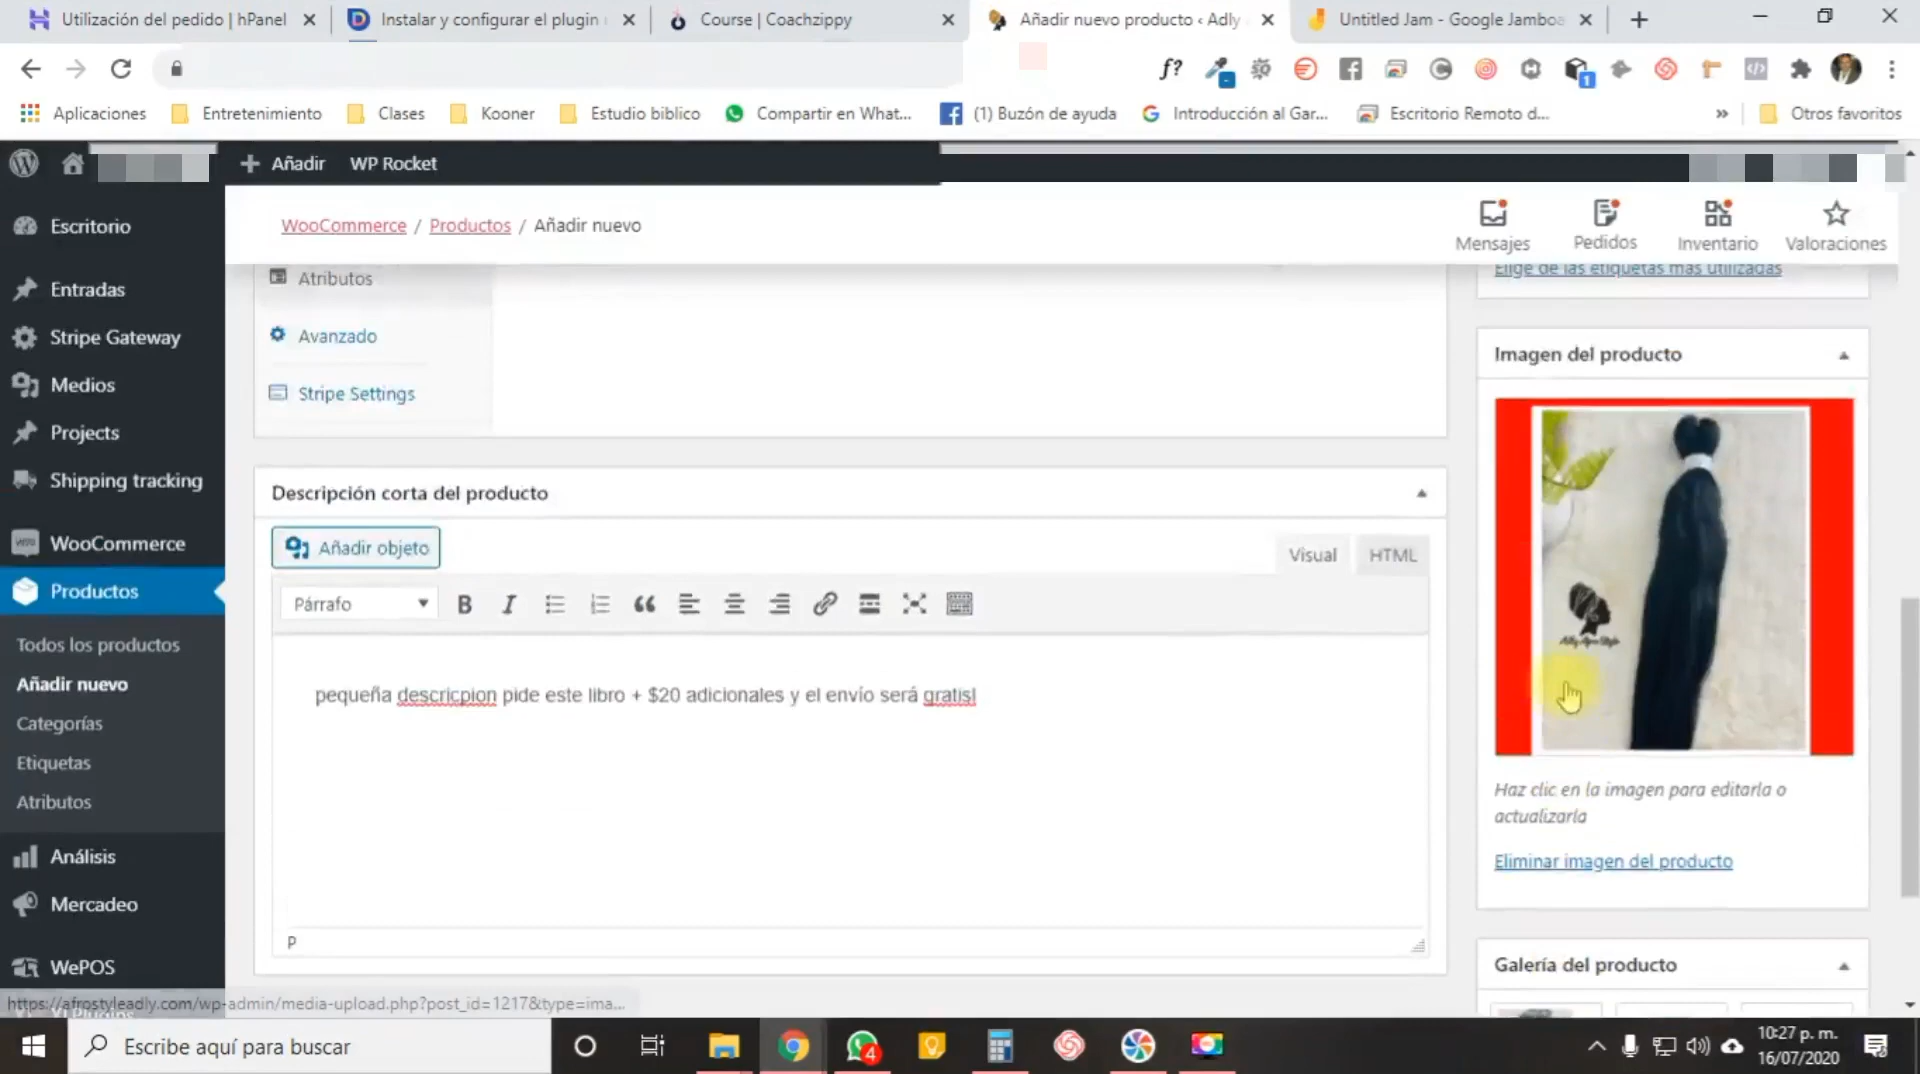 Utilización del pedido | hPanel
Instalar y configurar el plugin
Course | Coachzippy
Añadir nuevo producto ‹ Adly
Untitled Jam - Google Jamboa
f?
1
Aplicaciones
Entretenimiento
Clases
Kooner
Estudio biblico
Compartir en What...
(1) Buzón de ayuda
Introducción al Gar...
Escritorio Remoto d...
»
Otros favoritos
Añadir
WP Rocket
WooCommerce / Productos / Añadir nuevo
Mensajes
Pedidos
Inventario
Valoraciones
Escritorio
Entradas
Stripe Gateway
Medios
Projects
Shipping tracking
WooCommerce
Productos
Todos los productos
Añadir nuevo
Categorías
Etiquetas
Atributos
Análisis
Mercadeo
WePOS
YI Plugins
Atributos
Avanzado
Stripe Settings
Elige de las etiquetas más utilizadas
Descripción corta del producto
Añadir objeto
Visual
HTML
Párrafo
pequeña descricpion pide este libro + $20 adicionales y el envío será gratis!
P
Imagen del producto
Adly Afro Style
Haz clic en la imagen para editarla o
actualizarla
Eliminar imagen del producto
Galería del producto
https://afrostyleadly.com/wp-admin/media-upload.php?post_id=1217&type=ima...
Escribe aquí para buscar
4
10:27 p. m.
16/07/2020